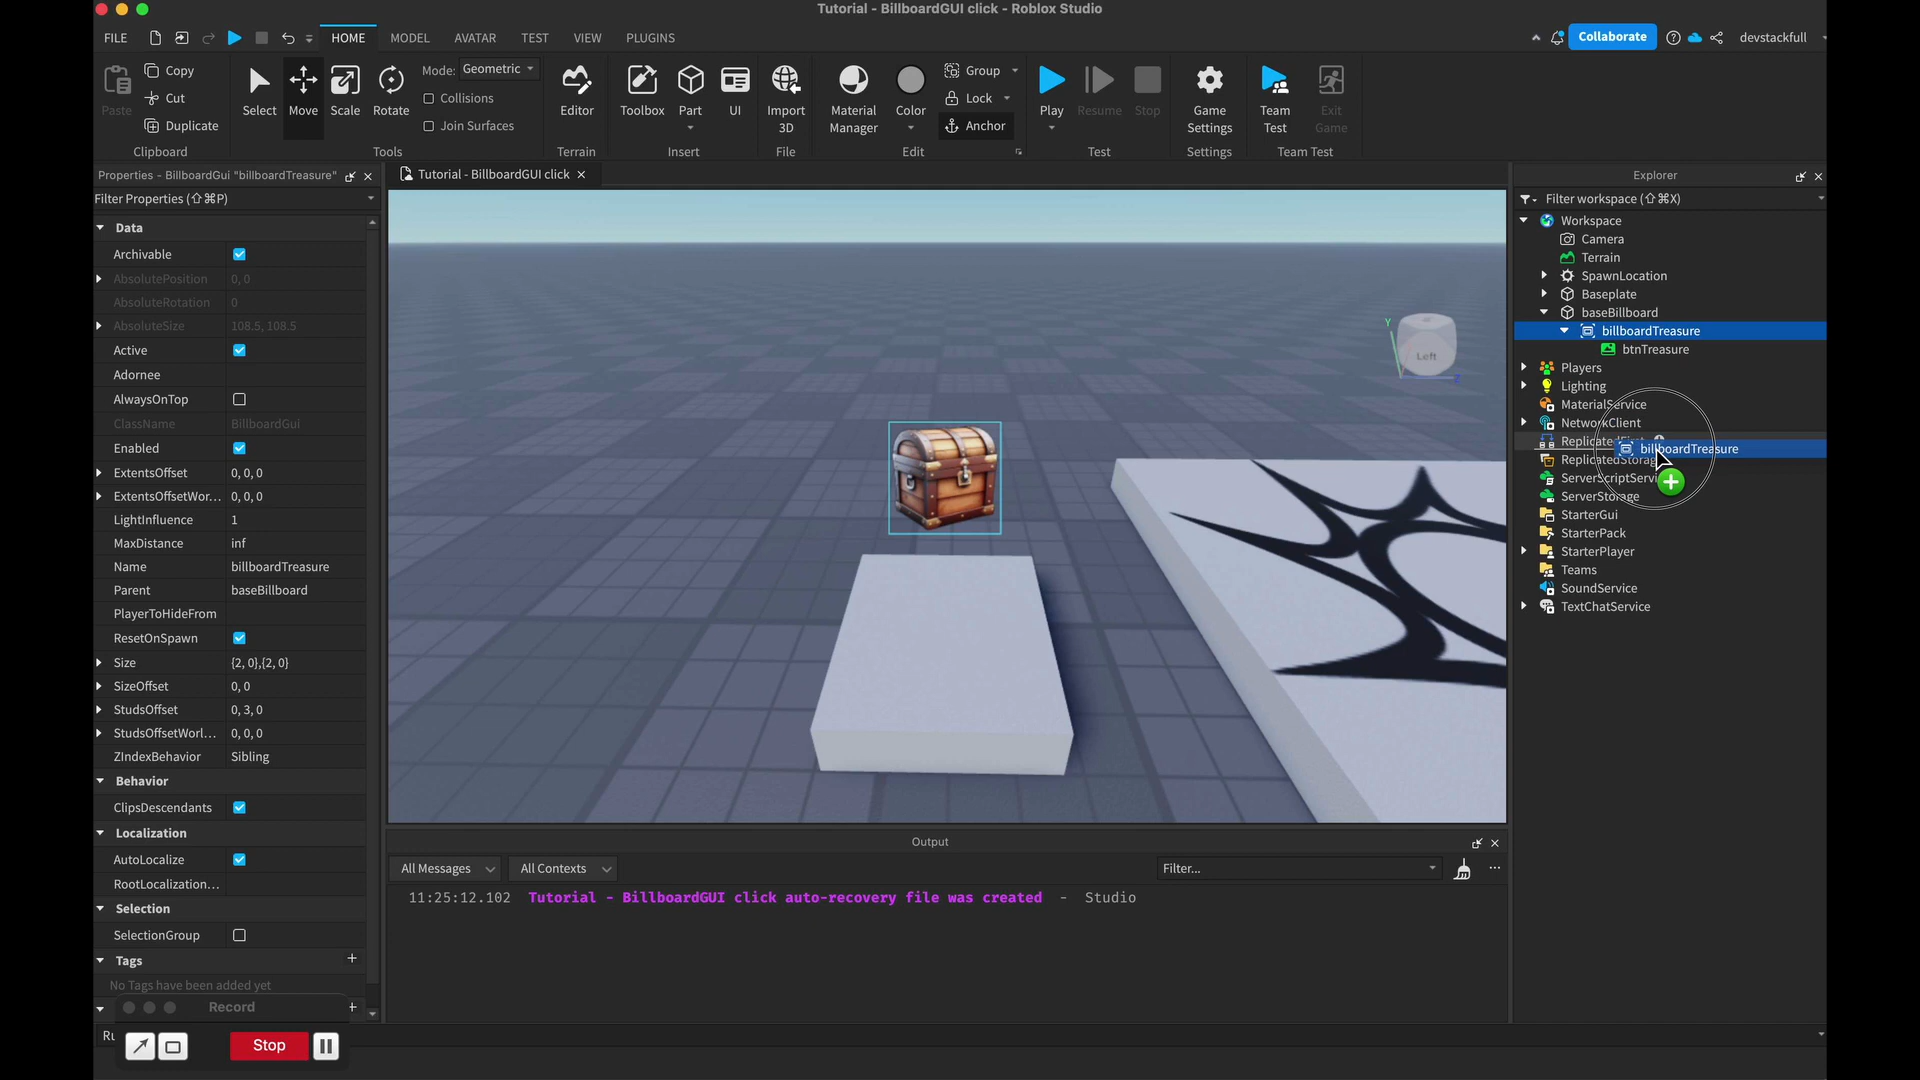 Tutorial - BillboardGUI click - Roblox Studio
FILE HOME MODEL AVATAR TEST VIEW PLUGINS Collaborate devstackfull
Paste Copy Cut Duplicate
Clipboard
Select Move Scale Rotate
Mode: Geometric
Collisions
Join Surfaces
Tools
Editor
Terrain
Toolbox Part UI
Insert
Import 3D
File
Material Manager
Color
Group
Lock
Anchor
Edit
Play Resume Stop
Test
Game Settings
Settings
Team Test
Exit Game
Team Test
Properties - BillboardGui "billboardTreasure"
Filter Properties (⇧⌘P)
Data
Archivable
AbsolutePosition 0, 0
AbsoluteRotation 0
AbsoluteSize 108.5, 108.5
Active
Adornee
AlwaysOnTop
ClassName BillboardGui
Enabled
ExtentsOffset 0, 0, 0
ExtentsOffsetWor... 0, 0, 0
LightInfluence 1
MaxDistance inf
Name billboardTreasure
Parent baseBillboard
PlayerToHideFrom
ResetOnSpawn
Size {2, 0},{2, 0}
SizeOffset 0, 0
StudsOffset 0, 3, 0
StudsOffsetWorl... 0, 0, 0
ZIndexBehavior Sibling
Behavior
ClipsDescendants
Localization
AutoLocalize
RootLocalization...
Selection
SelectionGroup
Tags
No Tags have been added yet
Record
Ru
Stop
Tutorial - BillboardGUI click
Y
Left
Output
All Messages All Contexts Filter...
11:25:12.102 Tutorial - BillboardGUI click auto-recovery file was created - Studio
Explorer
Filter workspace (⇧⌘X)
Workspace
Camera
Terrain
SpawnLocation
Baseplate
baseBillboard
billboardTreasure
btnTreasure
Players
Lighting
MaterialService
NetworkClient
billboardTreasure
ReplicatedStorag
ServerScriptServi
ServerStorage
StarterGui
StarterPack
StarterPlayer
Teams
SoundService
TextChatService